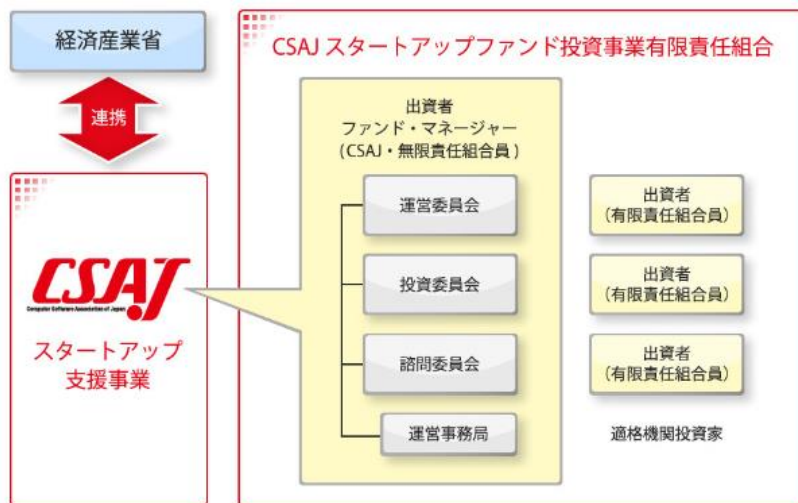 経済産業省
連携
CSAJ
Computer Software Association of Japan
スタートアップ
支援事業
CSAJ スタートアップファンド投資事業有限責任組合
出資者
ファンド・マネージャー
(CSAJ・無限責任組合員)
運営委員会
投資委員会
諮問委員会
運営事務局
出資者
(有限責任組合員)
出資者
(有限責任組合員)
出資者
(有限責任組合員)
適格機関投資家